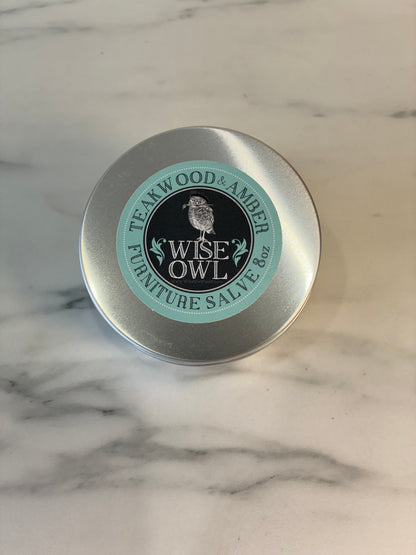 TEAKWOOD & AMBER
WISE
OWL
FURNITURE SALVE 8oz